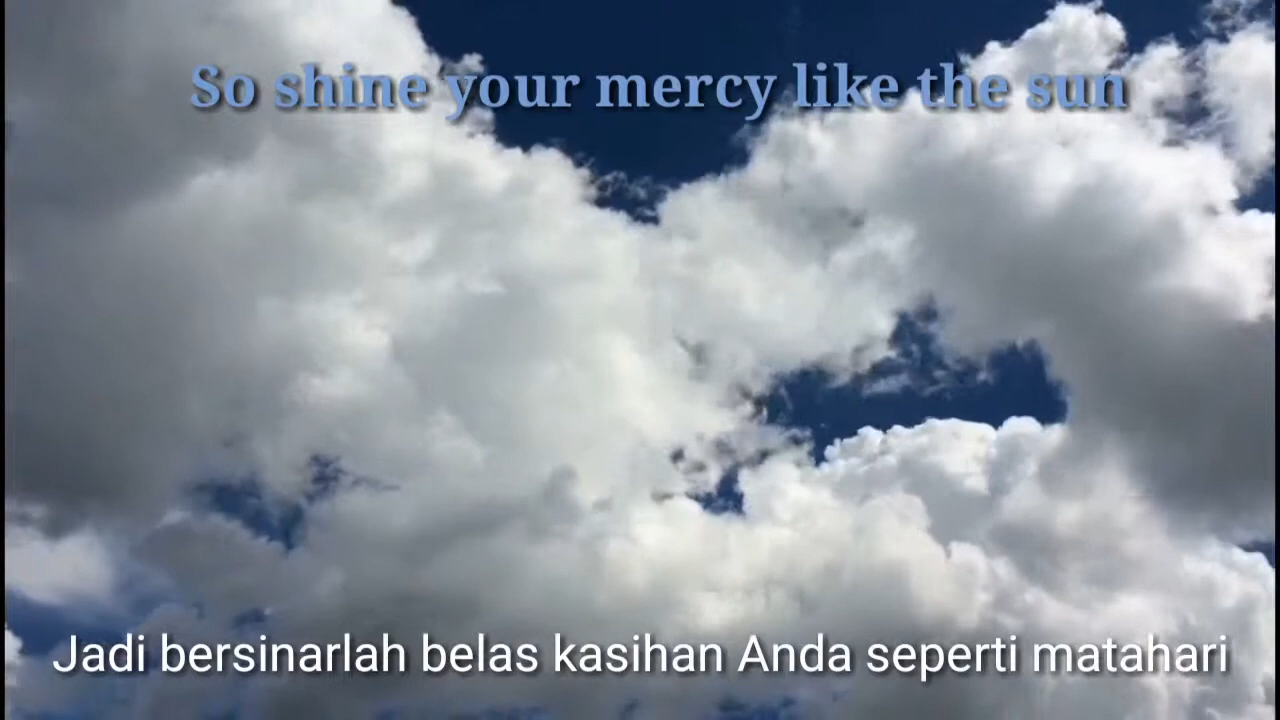 So shine your mercy like the sun
Jadi bersinarlah belas kasihan Anda seperti matahari